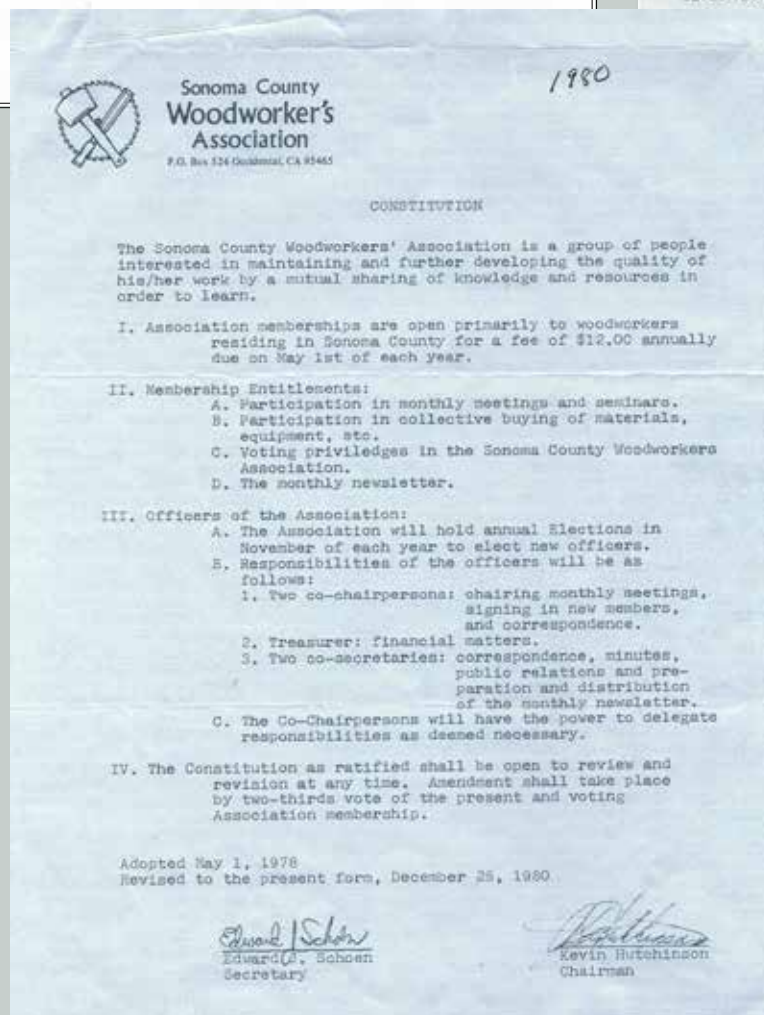 1980
Sonoma County
Woodworker's
Association
P.O. Box 524 Occidental, CA 95465
CONSTITUTION
The Sonoma County Woodworkers' Association is a group of people
interested in maintaining and further developing the quality of
his/her work by a mutual sharing of knowledge and resources in
order to learn.
I. Association memberships are open primarily to woodworkers
residing in Sonoma County for a fee of $12.00 annually
due on May 1st of each year.
II. Membership Entitlements:
A. Participation in monthly meetings and seminars.
B. Participation in collective buying of materials,
equipment, etc.
C. Voting priviledges in the Sonoma County Woodworkers
Association.
D. The monthly newsletter.
III. Officers of the Association:
A. The Association will hold annual Elections in
November of each year to elect new officers.
B. Responsibilities of the officers will be as
follows:
1. Two co-chairpersons: chairing monthly meetings,
signing in new members,
and correspondence.
2. Treasurer: financial matters.
3. Two co-secretaries: correspondence, minutes,
public relations and pre-
paration and distribution
of the monthly newsletter.
C. The Co-Chairpersons will have the power to delegate
responsibilities as deemed necessary.
IV. The Constitution as ratified shall be open to review and
revision at any time. Amendment shall take place
by two-thirds vote of the present and voting
Association membership.
Adopted May 1, 1978
Revised to the present form, December 26, 1980
Edward J Schoen
Edward J. Schoen
Kevin Hutchinson
Secretary
Chairman